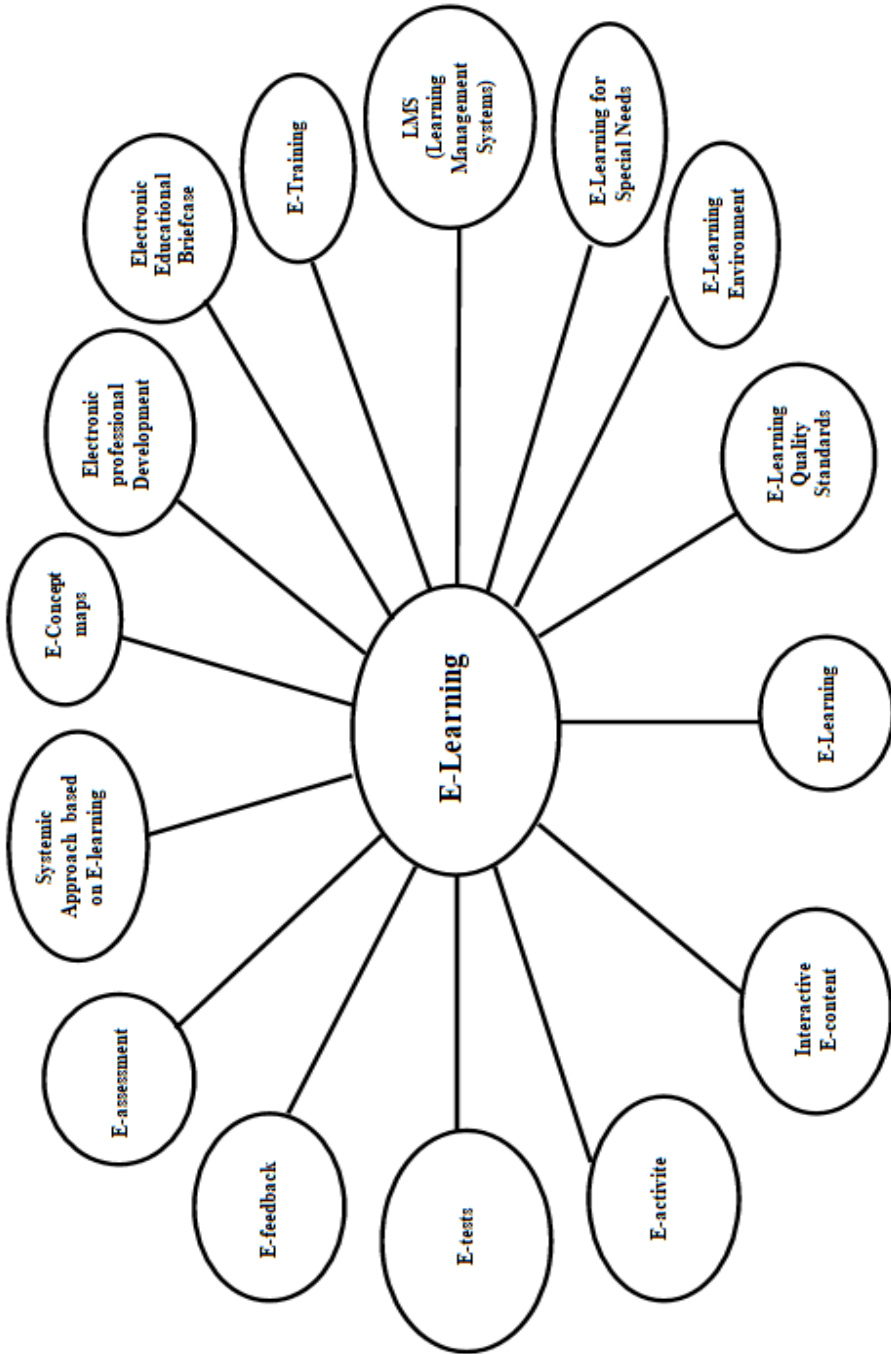 Systemic
Approach based
on E-learning
E-Concept
maps
E-assessment
Electronic
professional
Development
Electronic
Educational
Briefcase
E-feedback
E-Training
E-tests
E-Learning
LMS
(Learning
Management
Systems)
E-activite
E-Learning for
Special Needs
E-Learning
Environment
Interactive
E-content
E-Learning
E-Learning
Quality
Standards